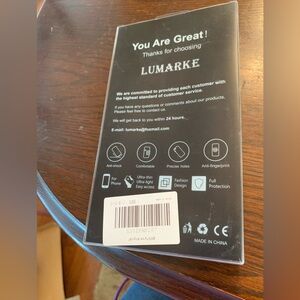 You Are Great!
Thanks for choosing
LUMARKE
We are committed to providing each customer with
the highest standard of customer service.
If you have any questions or comments about our products.
Please feel free to contact us.
We will get back to you within 24 hours.
E-mail: lumarke@foxmail.com
Anti-shock
Comfortable
Precise Holes
Anti-fingerprint
For
Phone
Ultra-thin
Ultra-light
Easy access
Fashion
Design
Full
Protection
CE
MADE IN CHINA